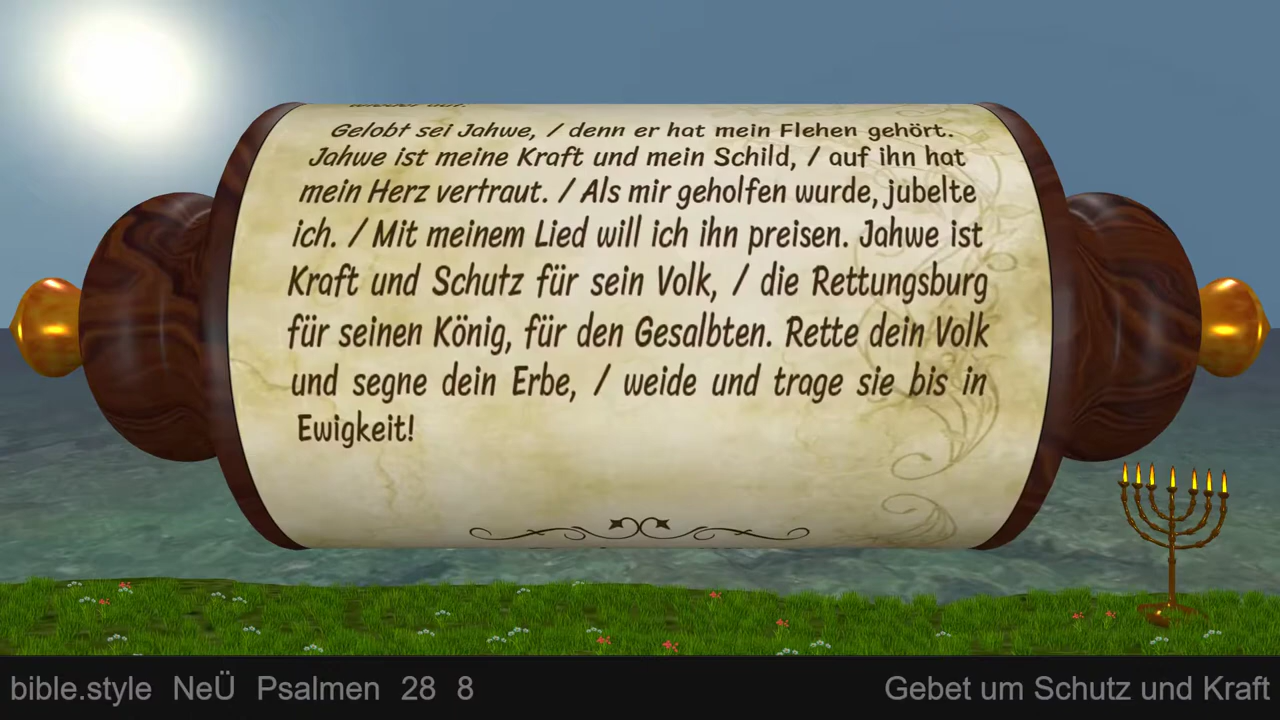 Gelobt sei Jahwe, / denn er hat mein Flehen gehört.
Jahwe ist meine Kraft und mein Schild, / auf ihn hat
mein Herz vertraut. / Als mir geholfen wurde, jubelte
ich. / Mit meinem Lied will ich ihn preisen. Jahwe ist
Kraft und Schutz für sein Volk, / die Rettungsburg
für seinen König, für den Gesalbten. Rette dein Volk
und segne dein Erbe, / weide und trage sie bis in
Ewigkeit!
bible.style NeÜ Psalmen 28 8
Gebet um Schutz und Kraft